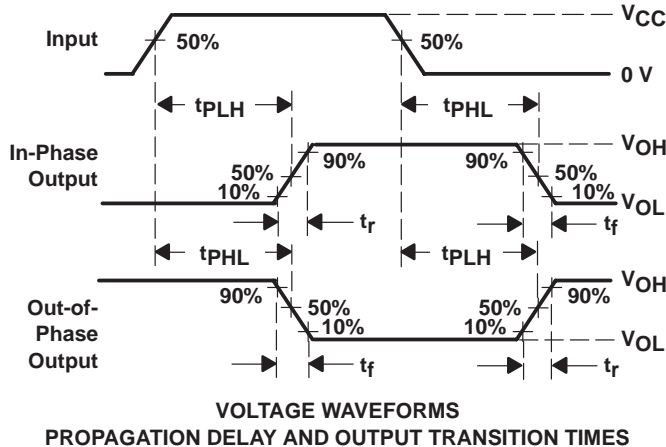 VCC
Input
50%
50%
0 V
tPLH
tPHL
In-Phase
Output
VOH
90%
90%
50%
50%
10%
10%
VOL
tr
tf
tPHL
tPLH
Out-of-
Phase
Output
VOH
90%
90%
50%
50%
10%
10%
VOL
tf
tr
VOLTAGE WAVEFORMS
PROPAGATION DELAY AND OUTPUT TRANSITION TIMES